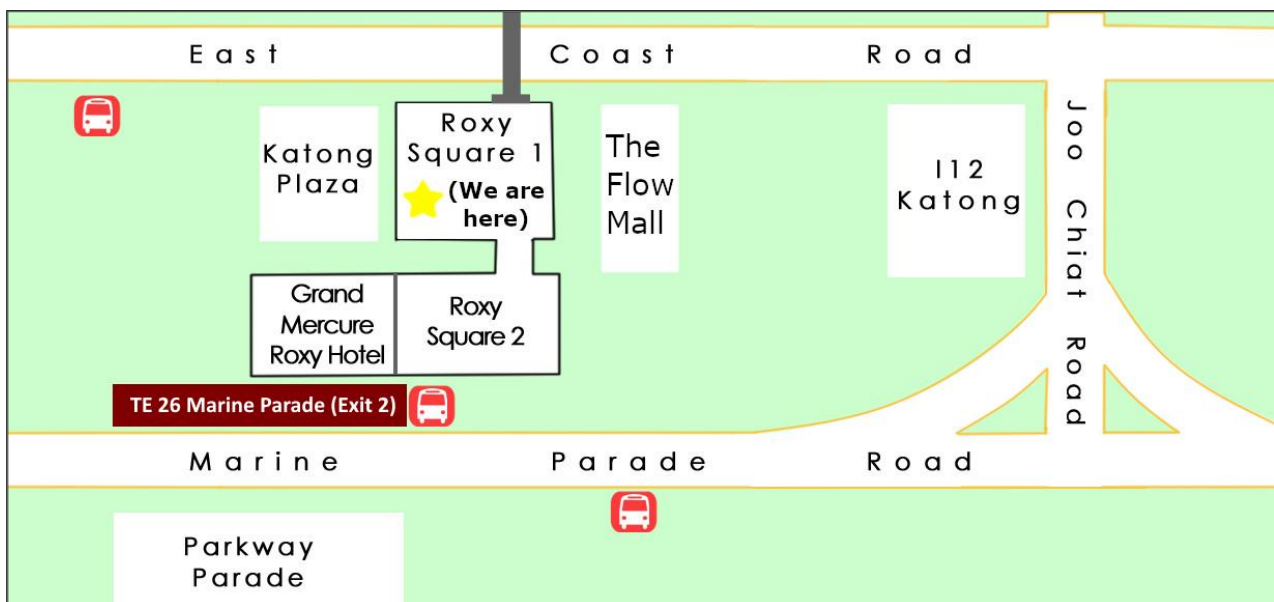 East Coast Road
Katong
Plaza
Roxy
Square 1
(We are
here)
The
Flow
Mall
I12
Katong
Joo Chiat Road
Grand
Mercure
Roxy Hotel
Roxy
Square 2
TE 26 Marine Parade (Exit 2)
Marine Parade Road
Parkway
Parade